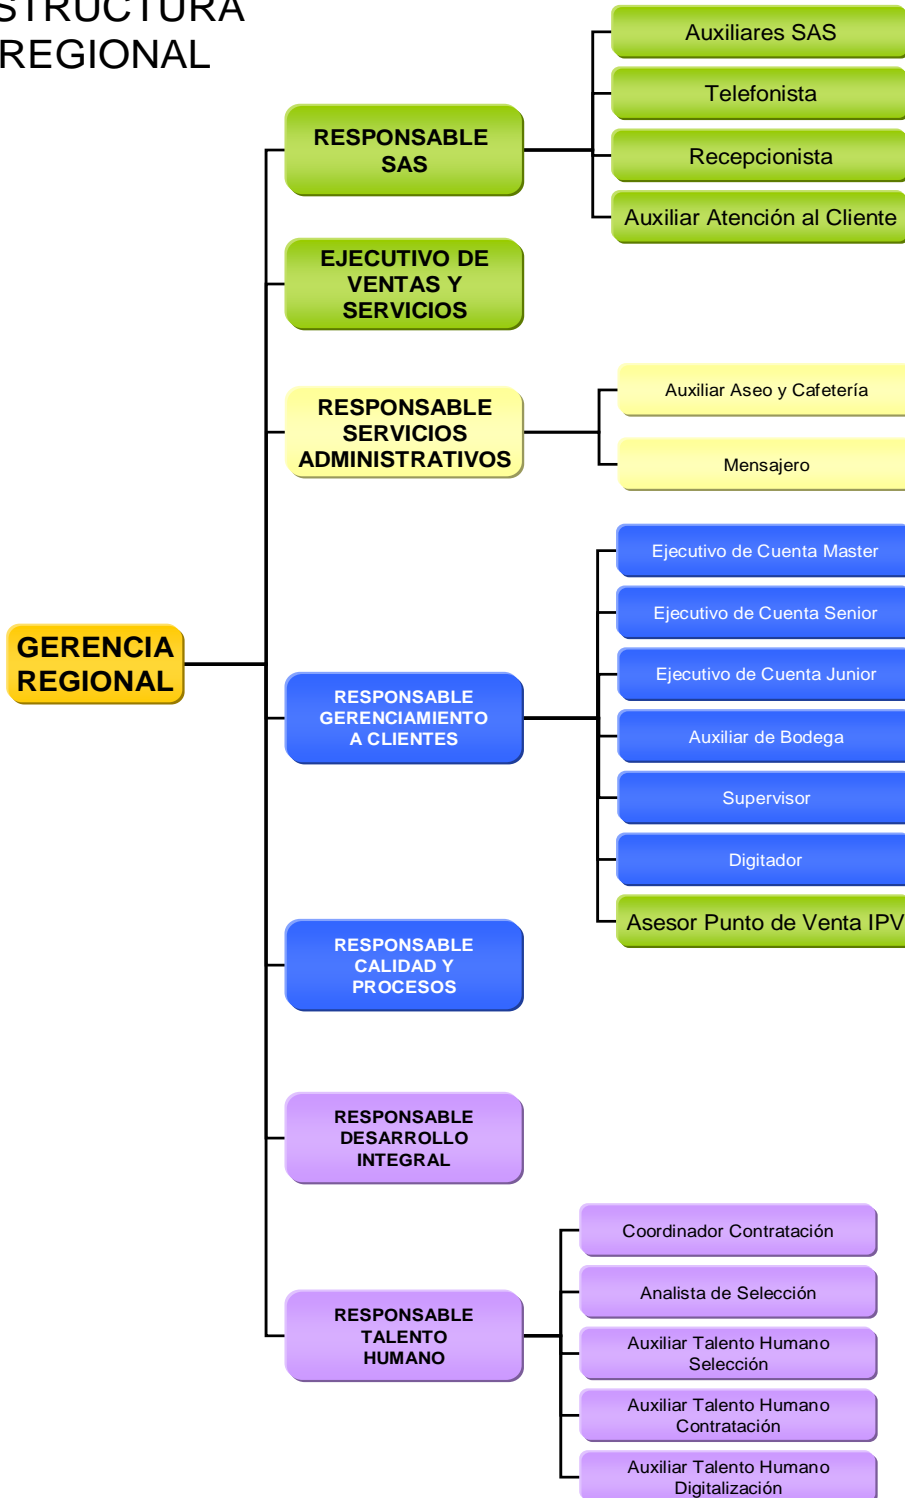 STRUCTURA
REGIONAL
Auxiliares SAS
Telefonista
RESPONSABLE
SAS
Recepcionista
Auxiliar Atención al Cliente
EJECUTIVO DE
VENTAS Y
SERVICIOS
RESPONSABLE
SERVICIOS
ADMINISTRATIVOS
Auxiliar Aseo y Cafetería
Mensajero
GERENCIA
REGIONAL
RESPONSABLE
GERENCIAMIENTO
A CLIENTES
Ejecutivo de Cuenta Master
Ejecutivo de Cuenta Senior
Ejecutivo de Cuenta Junior
Auxiliar de Bodega
Supervisor
Digitador
Asesor Punto de Venta IPV
RESPONSABLE
CALIDAD Y
PROCESOS
RESPONSABLE
DESARROLLO
INTEGRAL
RESPONSABLE
TALENTO
HUMANO
Coordinador Contratación
Analista de Selección
Auxiliar Talento Humano
Selección
Auxiliar Talento Humano
Contratación
Auxiliar Talento Humano
Digitalización